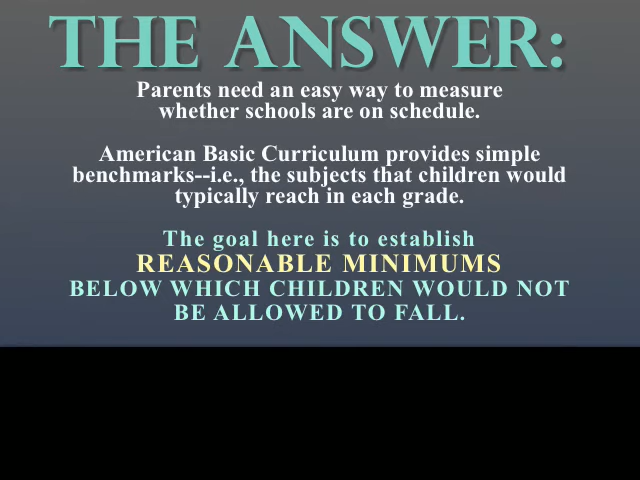 THE ANSWER:
Parents need an easy way to measure
whether schools are on schedule.
American Basic Curriculum provides simple
benchmarks--i.e., the subjects that children would
typically reach in each grade.
The goal here is to establish
REASONABLE MINIMUMS
BELOW WHICH CHILDREN WOULD NOT
BE ALLOWED TO FALL.